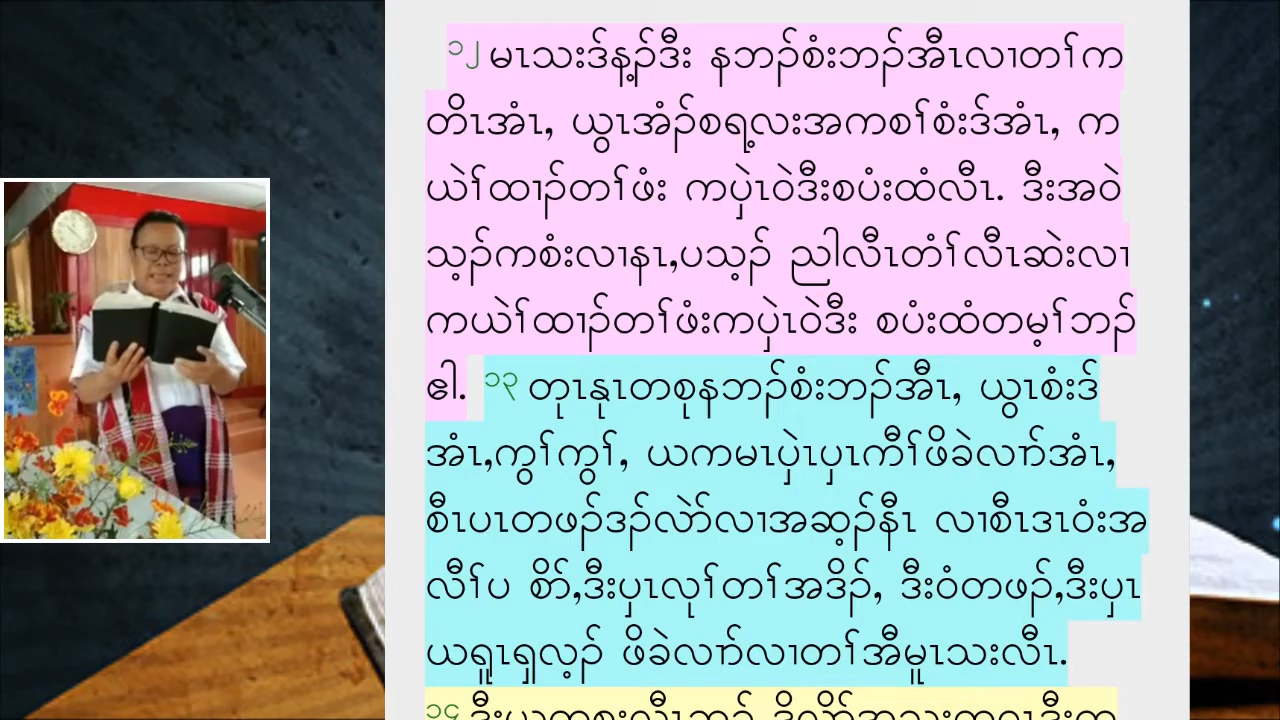 ၁၂ မၤသးဒ်န့ၣ်ဒီး နဘၣ်စံးဘၣ်အီၤလၢတၢ်က
တိၤအံၤ, ယွၤအံၣ်စရ့လးအကစၢ်စံးဒ်အံၤ, က
ယဲၢ်ထၢၣ်တၢ်ဖံး ကပှဲၤဝဲဒီးစပံးထံလီၤ. ဒီးအဝဲ
သ့ၣ်ကစံးလၢနၤ,ပသ့ၣ် ညါလီၤတံၢ်လီၤဆဲးလၢ
ကယဲၢ်ထၢၣ်တၢ်ဖံးကပှဲၤဝဲဒီး စပံးထံတမ့ၢ်ဘၣ်
ဧါ. ၁၃ တုၤနုၤတစုနဘၣ်စံးဘၣ်အီၤ, ယွၤစံးဒ်
အံၤ,ကွၢ်ကွၢ်, ယကမၤပှဲၤပှၤကီၢ်ဖိခဲလၢာ်အံၤ,
စီၤပၤတဖၣ်ဒၣ်လဲာ်လၢအဆ့ၣ်နီၤ လၢစီၤဒၤဝံးအ
လီၢ်ပ စိာ်,ဒီးပှၤလုၢ်တၢ်အဒိၣ်, ဒီးဝံတဖၣ်,ဒီးပှၤ
ယရူၤရှလ့ၣ် ဖိခဲလၢာ်လၢတၢ်အီမူၤသးလီၤ.